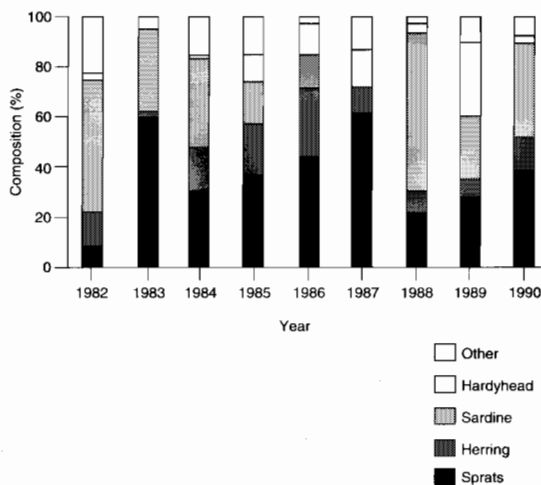 100
80
60
40
20
0
Composition (%)
1982 1983 1984 1985 1986 1987 1988 1989 1990
Year
Other
Hardyhead
Sardine
Herring
Sprats